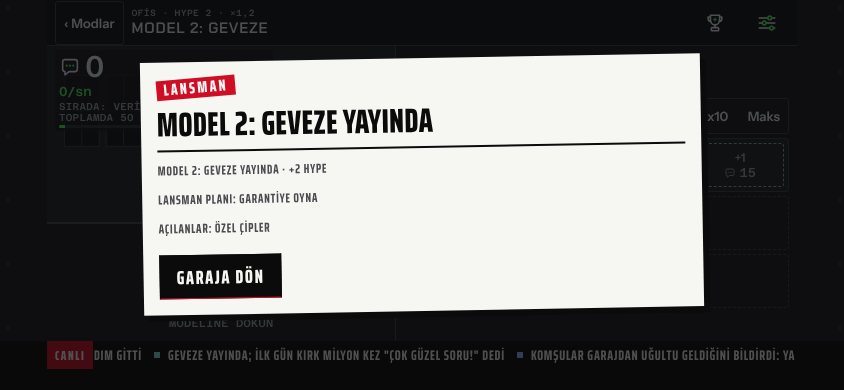 ‹ Modlar
OFİS · HYPE 2 · ×1,2
MODEL 2: GEVEZE
0
0/sn
SIRADA: VERİ
TOPLAMDA 50
x10
Maks
+1
15
LANSMAN
MODEL 2: GEVEZE YAYINDA
MODEL 2: GEVEZE YAYINDA · +2 HYPE
LANSMAN PLANI: GARANTİYE OYNA
AÇILANLAR: ÖZEL ÇİPLER
GARAJA DÖN
MODELINE DOKUN
CANLI
DIM GİTTİ ▪ GEVEZE YAYINDA; İLK GÜN KIRK MİLYON KEZ "ÇOK GÜZEL SORU!" DEDİ ▪ KOMŞULAR GARAJDAN UĞULTU GELDİĞİNİ BİLDİRDİ: YA